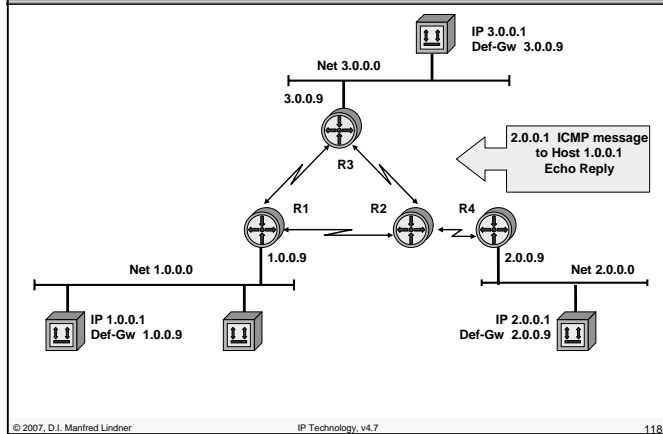 IP 3.0.0.1
Def-Gw 3.0.0.9
Net 3.0.0.0
3.0.0.9
2.0.0.1 ICMP message
to Host 1.0.0.1
Echo Reply
R3
R1
R2
R4
1.0.0.9
2.0.0.9
Net 1.0.0.0
Net 2.0.0.0
IP 1.0.0.1
Def-Gw 1.0.0.9
IP 2.0.0.1
Def-Gw 2.0.0.9
© 2007, D.I. Manfred Lindner
IP Technology, v4.7
118